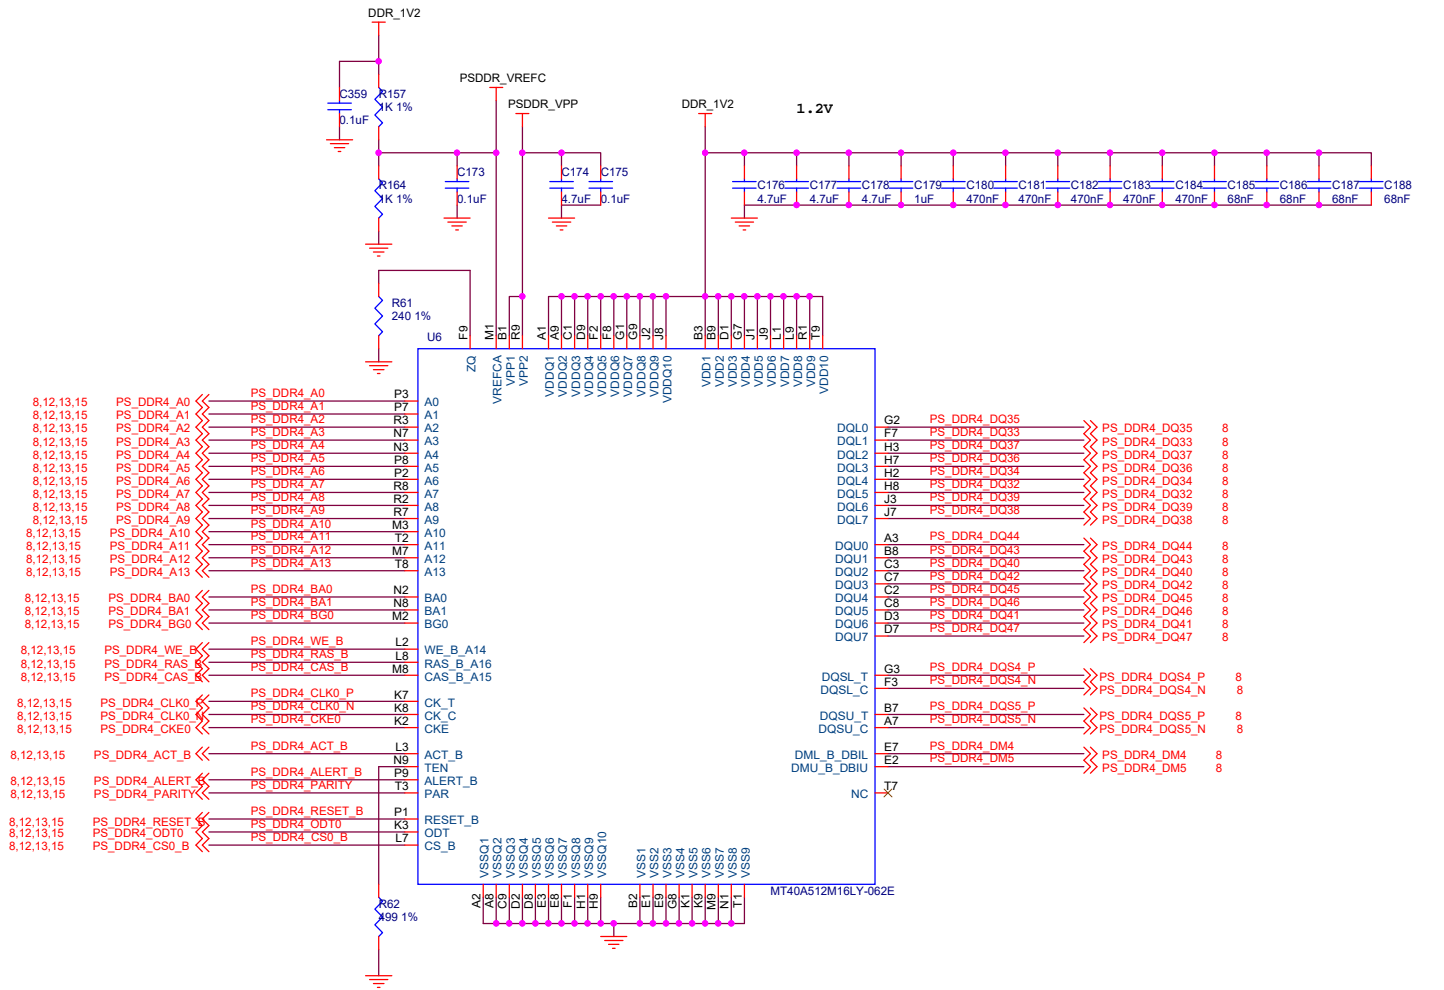 DDR_1V2
C359
0.1uF
R157
1K 1%
PSDDR_VREFC
PSDDR_VPP
DDR_1V2
1.2V
R164
1K 1%
C173
0.1uF
C174
4.7uF
C175
0.1uF
C176
4.7uF
C177
4.7uF
C178
4.7uF
C179
1uF
C180
470nF
C181
470nF
C182
470nF
C183
470nF
C184
470nF
C185
68nF
C186
68nF
C187
68nF
C188
68nF
R61
240 1%
U6
F9
M1
B1
R9
A1
A9
C1
D9
F2
F8
G1
G9
J2
J8
B3
B9
D1
G7
J1
J9
L1
L9
R1
T9
ZQ
VREFCA
VPP1
VPP2
VDDQ1
VDDQ2
VDDQ3
VDDQ4
VDDQ5
VDDQ6
VDDQ7
VDDQ8
VDDQ9
VDDQ10
VDD1
VDD2
VDD3
VDD4
VDD5
VDD6
VDD7
VDD8
VDD9
VDD10
8,12,13,15 PS_DDR4_A0 PS_DDR4_A0 P3 A0
8,12,13,15 PS_DDR4_A1 PS_DDR4_A1 P7 A1
8,12,13,15 PS_DDR4_A2 PS_DDR4_A2 R3 A2
8,12,13,15 PS_DDR4_A3 PS_DDR4_A3 N7 A3
8,12,13,15 PS_DDR4_A4 PS_DDR4_A4 N3 A4
8,12,13,15 PS_DDR4_A5 PS_DDR4_A5 P8 A5
8,12,13,15 PS_DDR4_A6 PS_DDR4_A6 P2 A6
8,12,13,15 PS_DDR4_A7 PS_DDR4_A7 R8 A7
8,12,13,15 PS_DDR4_A8 PS_DDR4_A8 R2 A8
8,12,13,15 PS_DDR4_A9 PS_DDR4_A9 R7 A9
8,12,13,15 PS_DDR4_A10 PS_DDR4_A10 M3 A10
8,12,13,15 PS_DDR4_A11 PS_DDR4_A11 T2 A11
8,12,13,15 PS_DDR4_A12 PS_DDR4_A12 M7 A12
8,12,13,15 PS_DDR4_A13 PS_DDR4_A13 T8 A13
8,12,13,15 PS_DDR4_BA0 PS_DDR4_BA0 N2 BA0
8,12,13,15 PS_DDR4_BA1 PS_DDR4_BA1 N8 BA1
8,12,13,15 PS_DDR4_BG0 PS_DDR4_BG0 M2 BG0
8,12,13,15 PS_DDR4_WE_B PS_DDR4_WE_B L2 WE_B_A14
8,12,13,15 PS_DDR4_RAS_B PS_DDR4_RAS_B L8 RAS_B_A16
8,12,13,15 PS_DDR4_CAS_B PS_DDR4_CAS_B M8 CAS_B_A15
8,12,13,15 PS_DDR4_CLK0_P PS_DDR4_CLK0_P K7 CK_T
8,12,13,15 PS_DDR4_CLK0_N PS_DDR4_CLK0_N K8 CK_C
8,12,13,15 PS_DDR4_CKE0 PS_DDR4_CKE0 K2 CKE
8,12,13,15 PS_DDR4_ACT_B PS_DDR4_ACT_B L3 ACT_B
N9 TEN
8,12,13,15 PS_DDR4_ALERT_B PS_DDR4_ALERT_B P9 ALERT_B
8,12,13,15 PS_DDR4_PARITY PS_DDR4_PARITY T3 PAR
8,12,13,15 PS_DDR4_RESET_B PS_DDR4_RESET_B P1 RESET_B
8,12,13,15 PS_DDR4_ODT0 PS_DDR4_ODT0 K3 ODT
8,12,13,15 PS_DDR4_CS0_B PS_DDR4_CS0_B L7 CS_B
DQL0 G2 PS_DDR4_DQ35 PS_DDR4_DQ35 8
DQL1 F7 PS_DDR4_DQ33 PS_DDR4_DQ33 8
DQL2 H3 PS_DDR4_DQ37 PS_DDR4_DQ37 8
DQL3 H7 PS_DDR4_DQ36 PS_DDR4_DQ36 8
DQL4 H2 PS_DDR4_DQ34 PS_DDR4_DQ34 8
DQL5 H8 PS_DDR4_DQ32 PS_DDR4_DQ32 8
DQL6 J3 PS_DDR4_DQ39 PS_DDR4_DQ39 8
DQL7 J7 PS_DDR4_DQ38 PS_DDR4_DQ38 8
DQU0 A3 PS_DDR4_DQ44 PS_DDR4_DQ44 8
DQU1 B8 PS_DDR4_DQ43 PS_DDR4_DQ43 8
DQU2 C3 PS_DDR4_DQ40 PS_DDR4_DQ40 8
DQU3 C7 PS_DDR4_DQ42 PS_DDR4_DQ42 8
DQU4 C2 PS_DDR4_DQ45 PS_DDR4_DQ45 8
DQU5 C8 PS_DDR4_DQ46 PS_DDR4_DQ46 8
DQU6 D3 PS_DDR4_DQ41 PS_DDR4_DQ41 8
DQU7 D7 PS_DDR4_DQ47 PS_DDR4_DQ47 8
DQSL_T G3 PS_DDR4_DQS4_P PS_DDR4_DQS4_P 8
DQSL_C F3 PS_DDR4_DQS4_N PS_DDR4_DQS4_N 8
DQSU_T B7 PS_DDR4_DQS5_P PS_DDR4_DQS5_P 8
DQSU_C A7 PS_DDR4_DQS5_N PS_DDR4_DQS5_N 8
DML_B_DBIL E7 PS_DDR4_DM4 PS_DDR4_DM4 8
DMU_B_DBIU E2 PS_DDR4_DM5 PS_DDR4_DM5 8
NC T7
VSSQ1
VSSQ2
VSSQ3
VSSQ4
VSSQ5
VSSQ6
VSSQ7
VSSQ8
VSSQ9
VSSQ10
VSS1
VSS2
VSS3
VSS4
VSS5
VSS6
VSS7
VSS8
VSS9
MT40A512M16LY-062E
A2
A8
C9
D2
D8
E3
E8
F1
H1
H9
B2
E1
E9
G8
K1
K9
M9
N1
T1
R62
499 1%